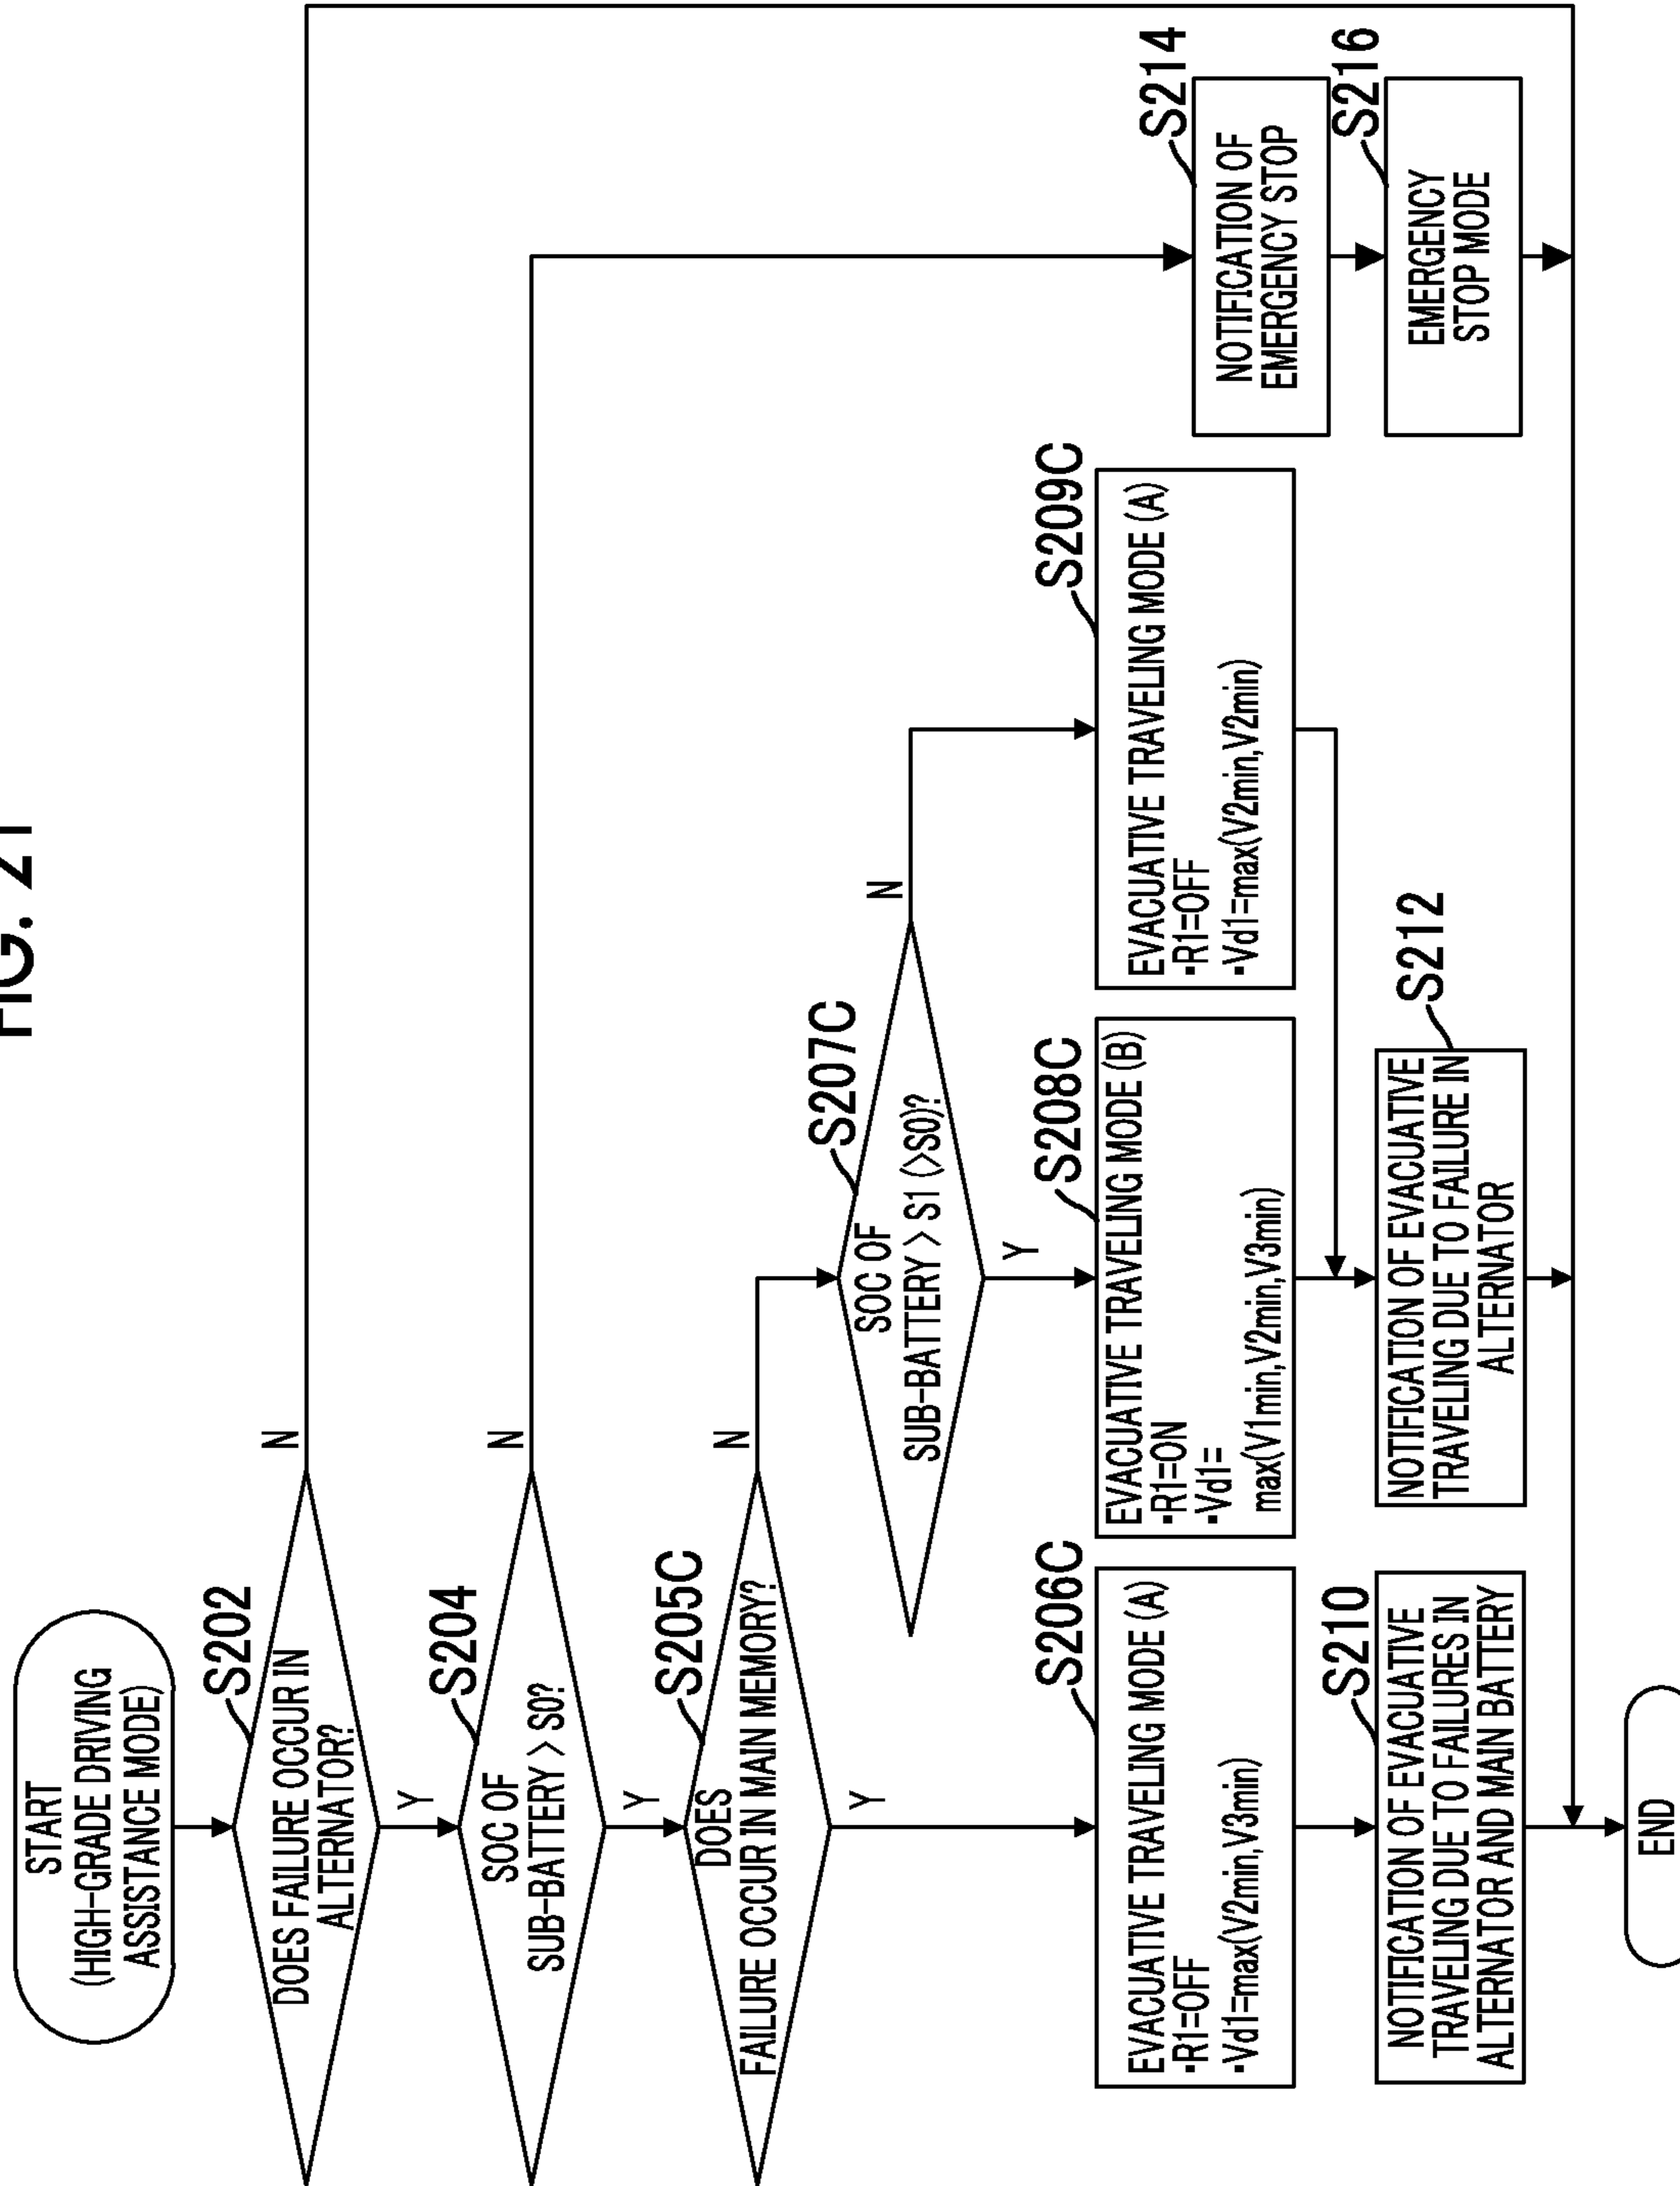 FIG. 21
START
(HIGH-GRADE DRIVING
ASSISTANCE MODE)
S202
DOES FAILURE OCCUR IN
ALTERNATOR?
N
Y
S204
SOC OF
SUB-BATTERY > S0?
N
Y
S205C
DOES
FAILURE OCCUR IN MAIN MEMORY?
N
Y
S207C
SOC OF
SUB-BATTERY > S1 (>S0)?
N
Y
S206C
EVACUATIVE TRAVELING MODE (A)
·R1=OFF
·Vd1=max(V2min,V3min)
S208C
EVACUATIVE TRAVELING MODE (B)
·R1=ON
·Vd1=
max(V1min,V2min,V3min)
S209C
EVACUATIVE TRAVELING MODE (A)
·R1=OFF
·Vd1=max(V2min,V2min)
S210
NOTIFICATION OF EVACUATIVE
TRAVELING DUE TO FAILURES IN
ALTERNATOR AND MAIN BATTERY
S212
NOTIFICATION OF EVACUATIVE
TRAVELING DUE TO FAILURE IN
ALTERNATOR
S214
NOTIFICATION OF
EMERGENCY STOP
S216
EMERGENCY
STOP MODE
END